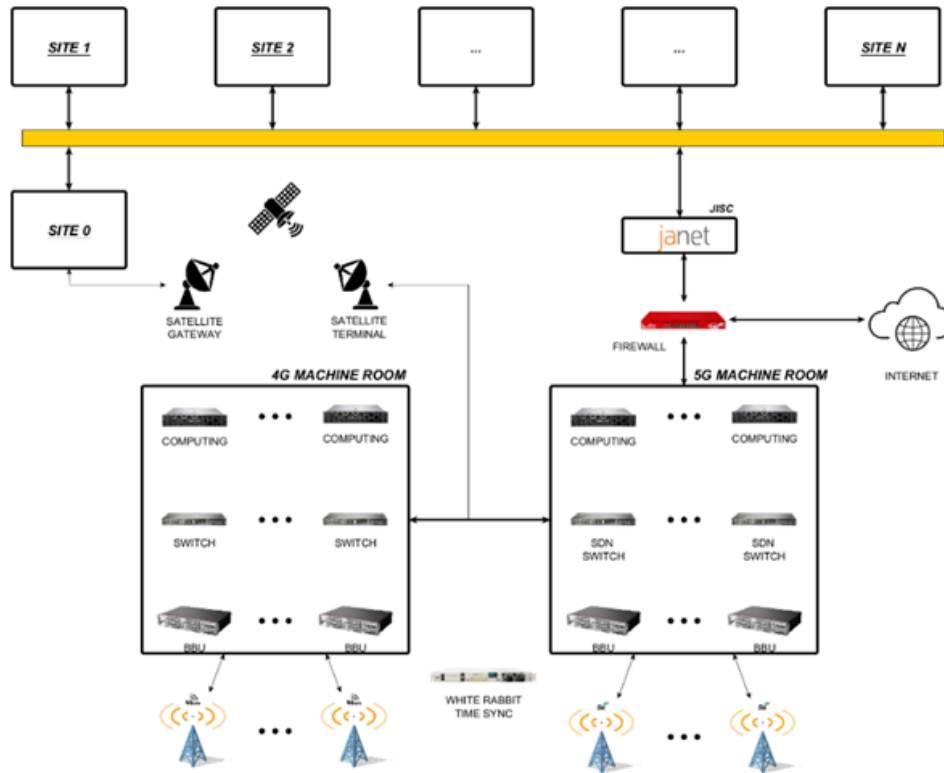 SITE 1
SITE 2
...
...
SITE N
SITE 0
JISC
janet
SATELLITE
GATEWAY
SATELLITE
TERMINAL
FIREWALL
INTERNET
4G MACHINE ROOM
5G MACHINE ROOM
COMPUTING
COMPUTING
COMPUTING
COMPUTING
SWITCH
SWITCH
SDN
SWITCH
SDN
SWITCH
BBU
BBU
BBU
BBU
WHITE RABBIT
TIME SYNC
5G
5G